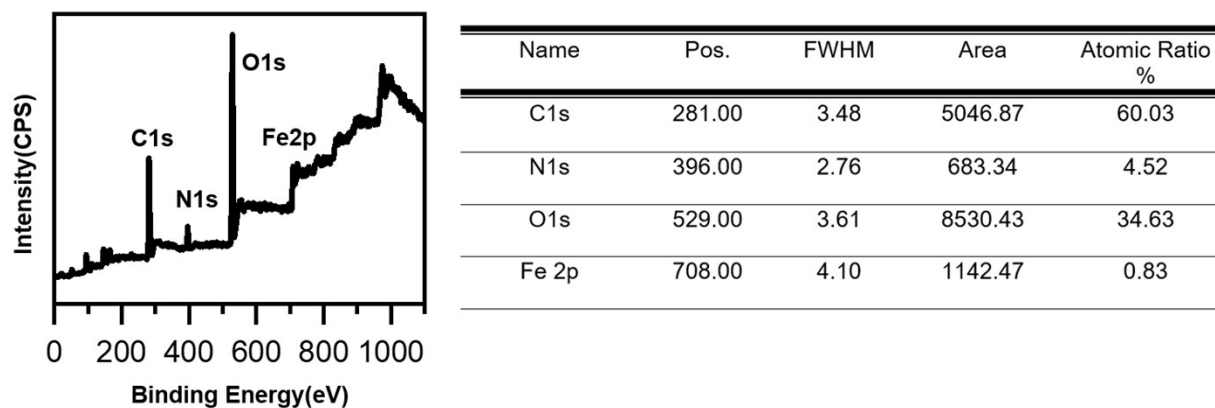 Intensity(CPS)
C1s
N1s
O1s
Fe2p
0 200 400 600 800 1000
Binding Energy(eV)
Name Pos. FWHM Area Atomic Ratio
%
C1s 281.00 3.48 5046.87 60.03
N1s 396.00 2.76 683.34 4.52
O1s 529.00 3.61 8530.43 34.63
Fe 2p 708.00 4.10 1142.47 0.83